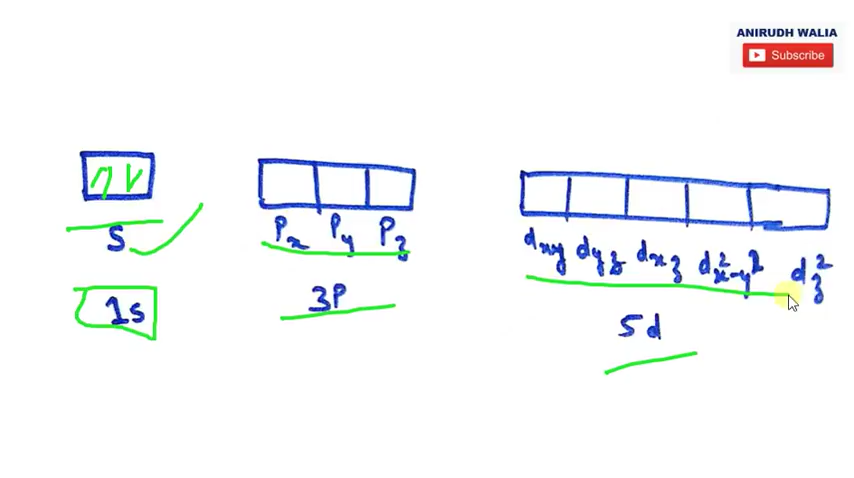 ANIRUDH WALIA
Subscribe
S
Px Py Pz
dxy dyz dxz dx²-y² dz²
1s
3P
5d